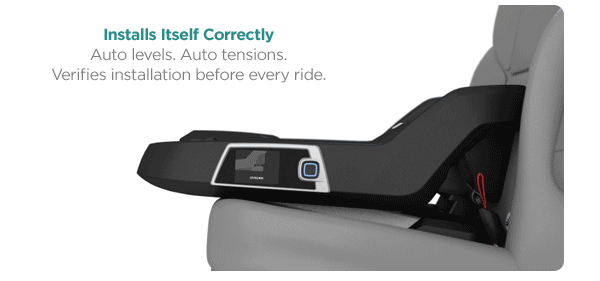 Installs Itself Correctly
Auto levels. Auto tensions.
Verifies installation before every ride.